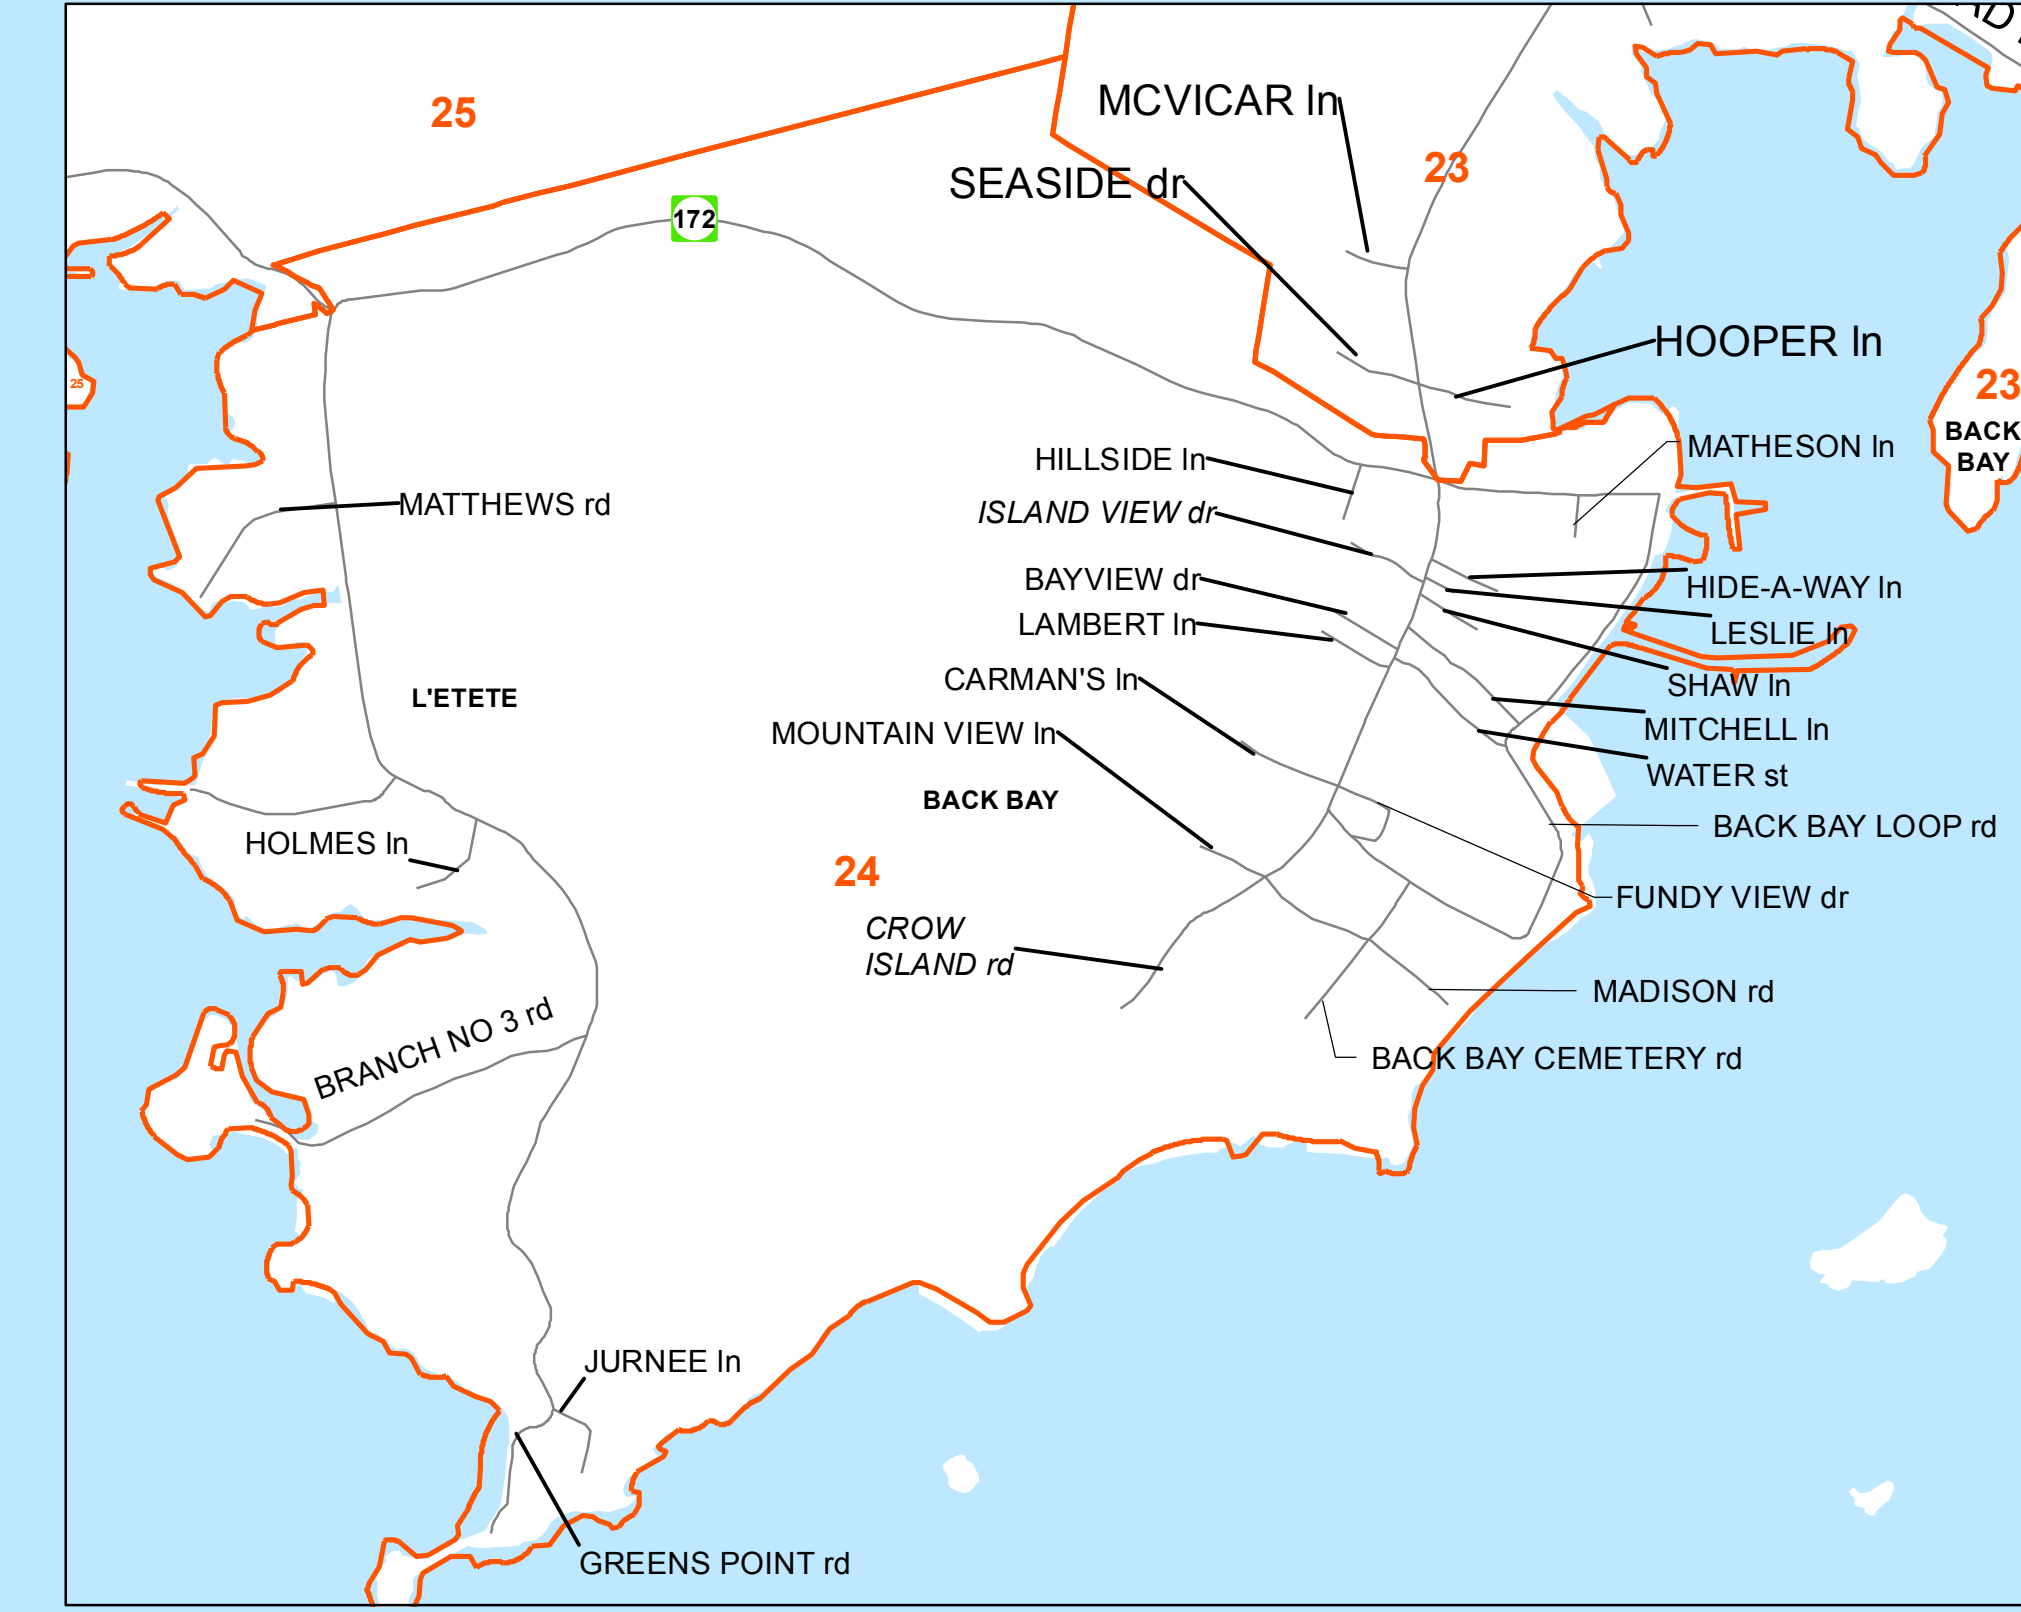 25
MCVICAR ln
SEASIDE dr
23
172
HOOPER ln
25
23
BACK
BAY
HILLSIDE ln
MATHESON ln
MATTHEWS rd
ISLAND VIEW dr
BAYVIEW dr
HIDE-A-WAY ln
LAMBERT ln
LESLIE ln
CARMAN'S ln
SHAW ln
L'ETETE
MOUNTAIN VIEW ln
MITCHELL ln
WATER st
BACK BAY
BACK BAY LOOP rd
HOLMES ln
24
FUNDY VIEW dr
CROW
ISLAND rd
MADISON rd
BRANCH NO 3 rd
BACK BAY CEMETERY rd
JURNEE ln
GREENS POINT rd